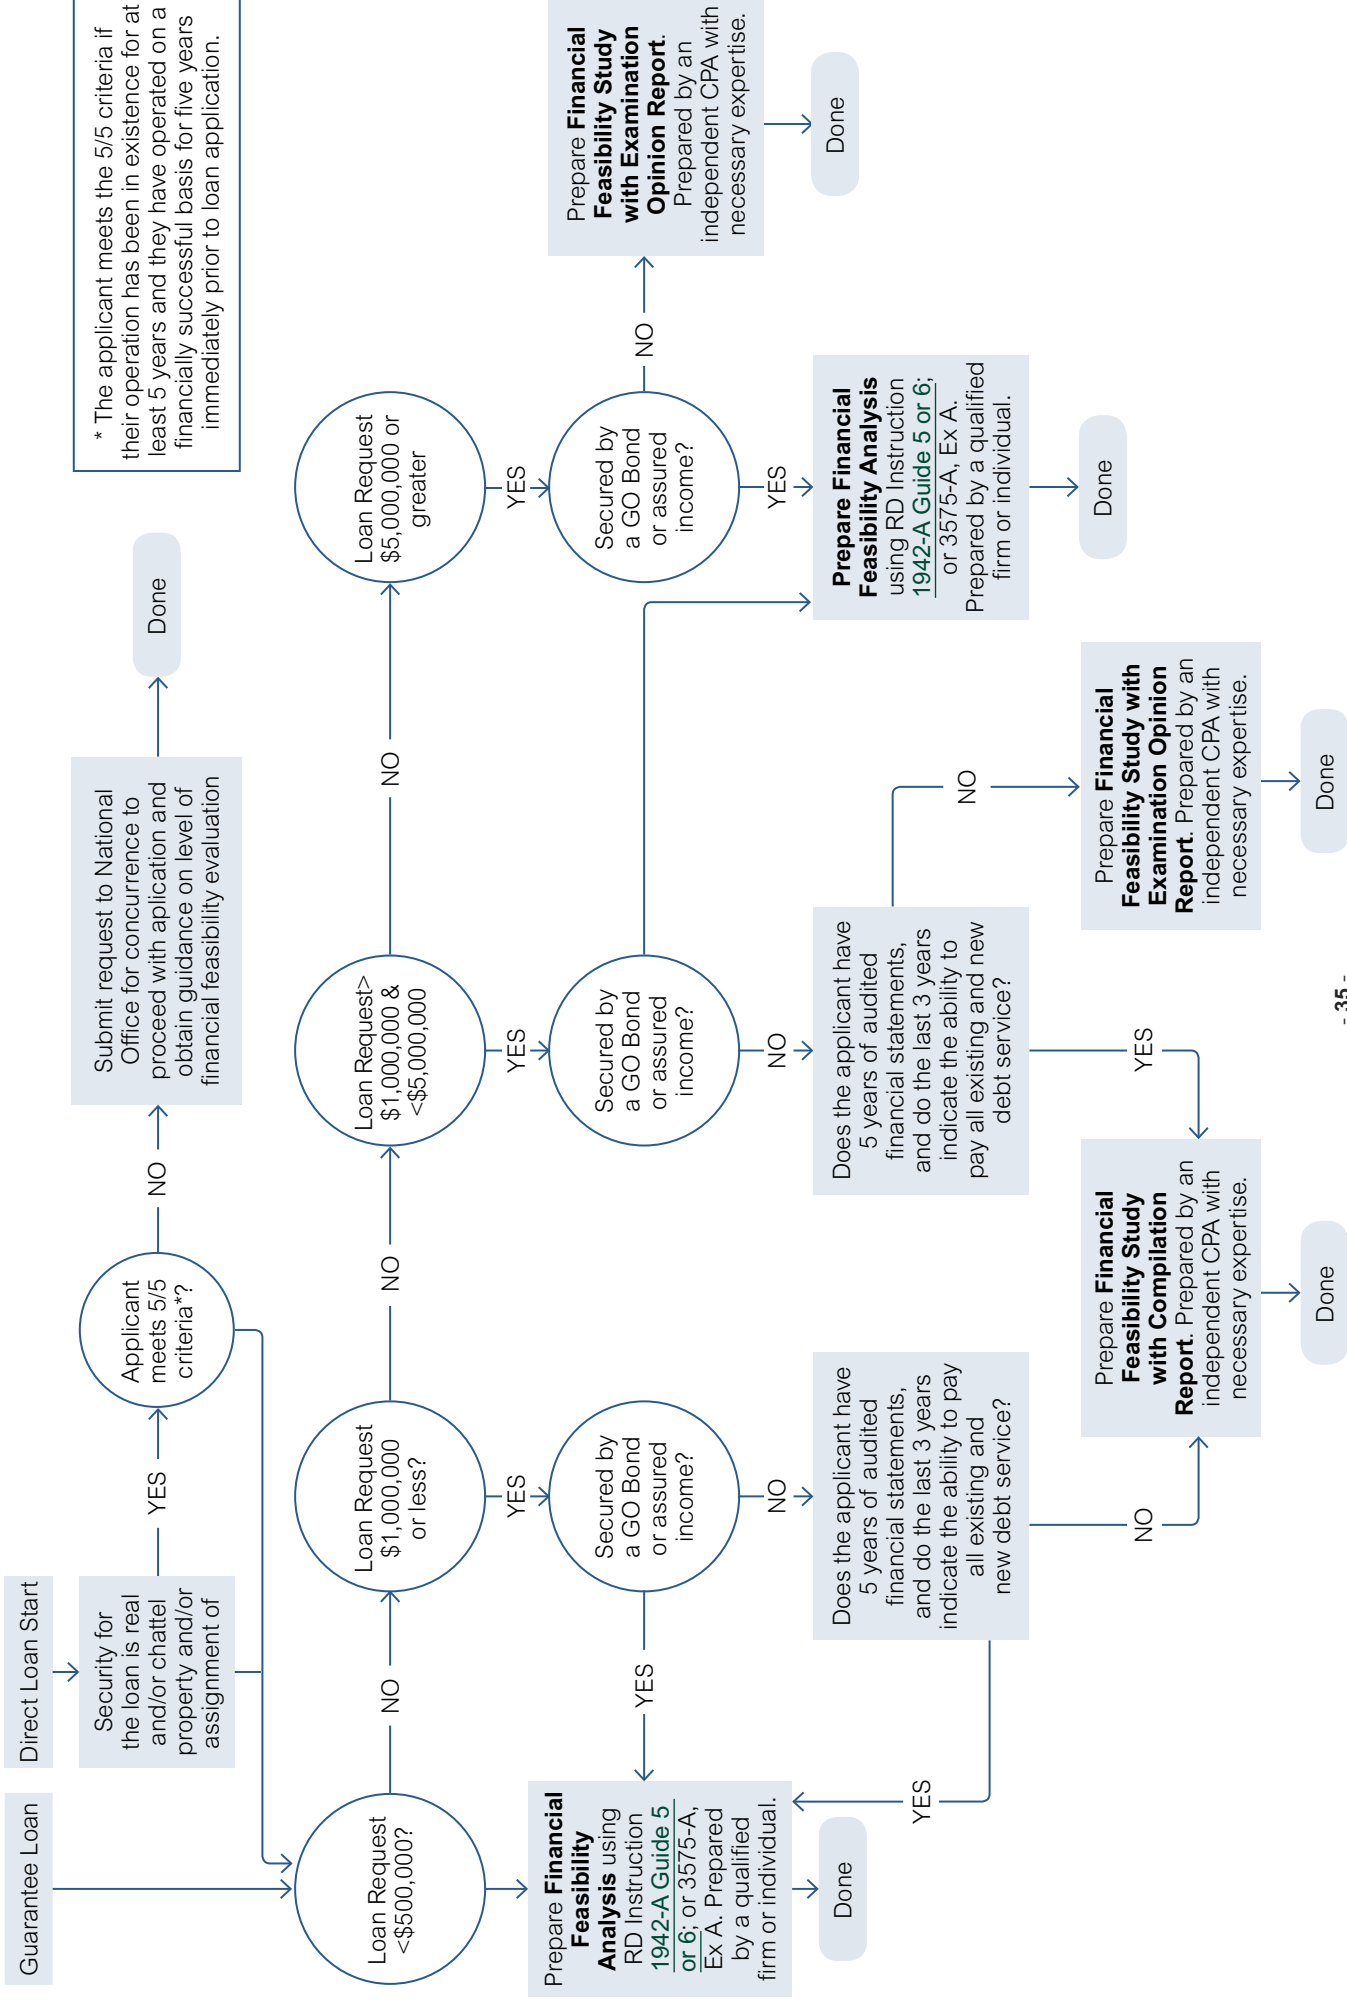 Guarantee Loan
Direct Loan Start
Security for
the loan is real
and/or chattel
property and/or
assignment of
YES
Applicant
meets 5/5
criteria*?
NO
Submit request to National
Office for concurrence to
proceed with aplication and
obtain guidance on level of
financial feasibility evaluation
Done
* The applicant meets the 5/5 criteria if
their operation has been in existence for at
least 5 years and they have operated on a
financially successful basis for five years
immediately prior to loan application.
Loan Request
<$500,000?
NO
Loan Request
$1,000,000
or less?
NO
Loan Request>
$1,000,000 &
<$5,000,000
NO
Loan Request
$5,000,000 or
greater
YES
YES
YES
Prepare Financial
Feasibility
Analysis using
RD Instruction
1942-A Guide 5
or 6; or 3575-A,
Ex A. Prepared
by a qualified
firm or individual.
Done
YES
Secured by
a GO Bond
or assured
income?
NO
Secured by
a GO Bond
or assured
income?
NO
Secured by
a GO Bond
or assured
income?
YES
NO
Prepare Financial
Feasibility Study
with Examination
Opinion Report.
Prepared by an
independent CPA with
necessary expertise.
Done
YES
Does the applicant have
5 years of audited
financial statements,
and do the last 3 years
indicate the ability to pay
all existing and
new debt service?
NO
Does the applicant have
5 years of audited
financial statements,
and do the last 3 years
indicate the ability to
pay all existing and new
debt service?
YES
NO
Prepare Financial
Feasibility Analysis
using RD Instruction
1942-A Guide 5 or 6;
or 3575-A, Ex A.
Prepared by a qualified
firm or individual.
Done
Prepare Financial
Feasibility Study
with Compilation
Report. Prepared by an
independent CPA with
necessary expertise.
Done
Prepare Financial
Feasibility Study with
Examination Opinion
Report. Prepared by an
independent CPA with
necessary expertise.
Done
- 35 -